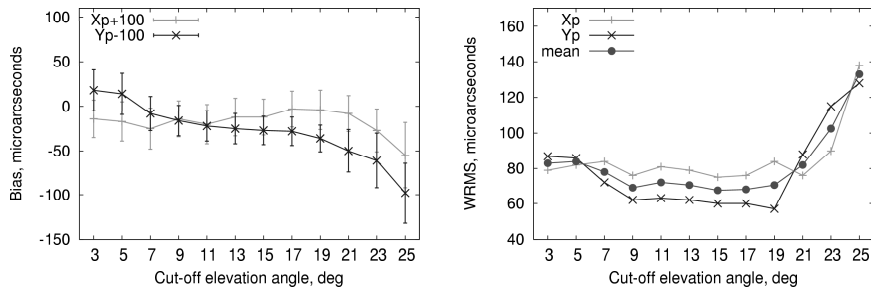 Xp+100
Yp-100
100
50
0
-50
-100
-150
Bias, microarcseconds
3 5 7 9 11 13 15 17 19 21 23 25
Cut-off elevation angle, deg
Xp
Yp
mean
160
140
120
100
80
60
40
WRMS, microarcseconds
3 5 7 9 11 13 15 17 19 21 23 25
Cut-off elevation angle, deg